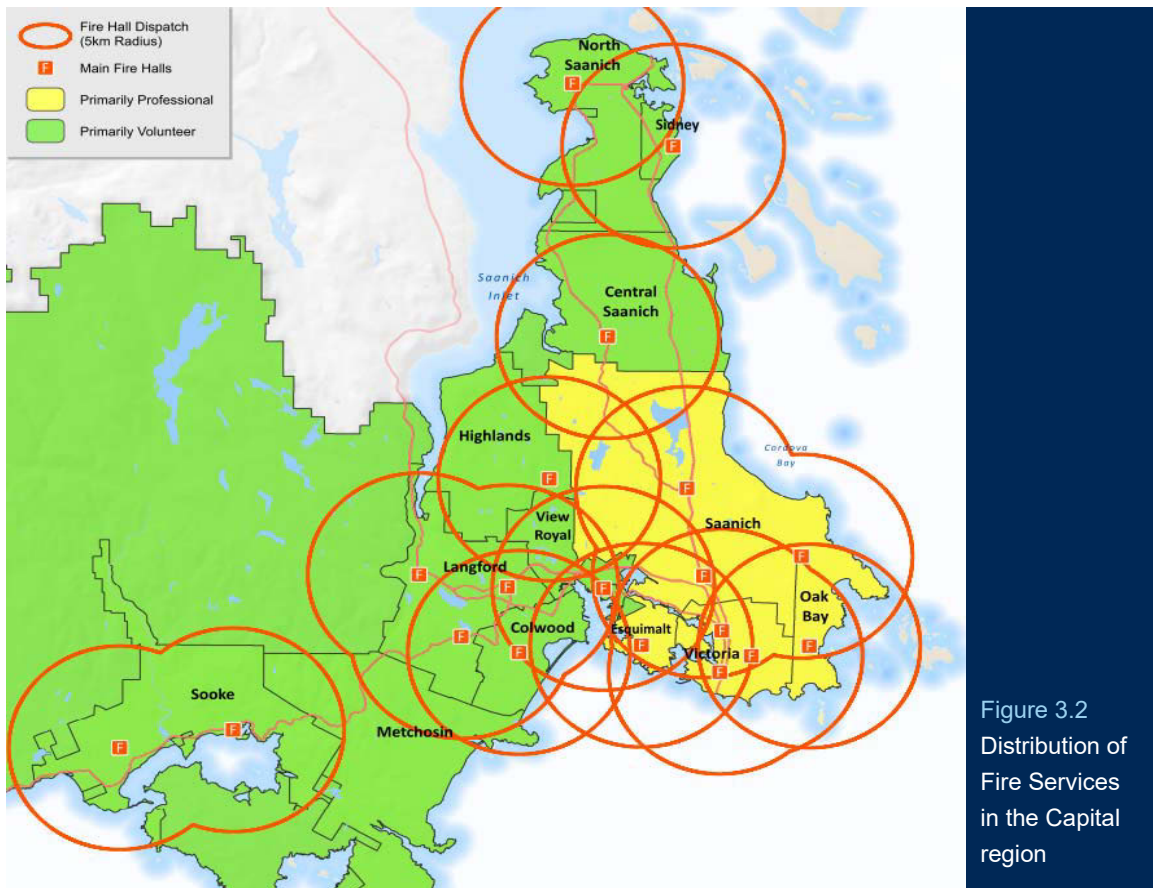 Fire Hall Dispatch
(5km Radius)
F
Main Fire Halls
Primarily Professional
Primarily Volunteer
North
Saanich
F
Sidney
F
Saanich
Inlet
Central
Saanich
F
Highlands
Cordova
Bay
F
F
View
Royal
Saanich
F
Langford
F
F
F
F
Oak
Bay
Colwood
Esquimalt
F
F
F
F
F
Victoria
F
F
F
Sooke
Metchosin
F
F
Figure 3.2
Distribution of
Fire Services
in the Capital
region